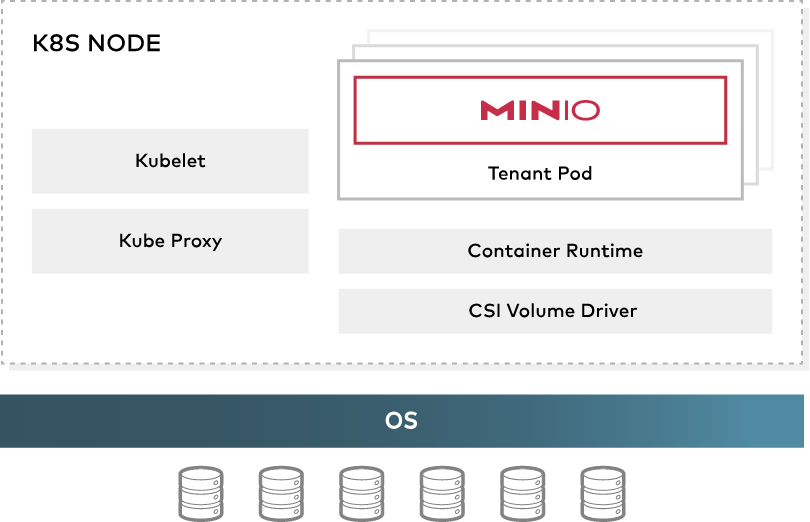 K8S NODE
MINIO
Tenant Pod
Kubelet
Kube Proxy
Container Runtime
CSI Volume Driver
OS